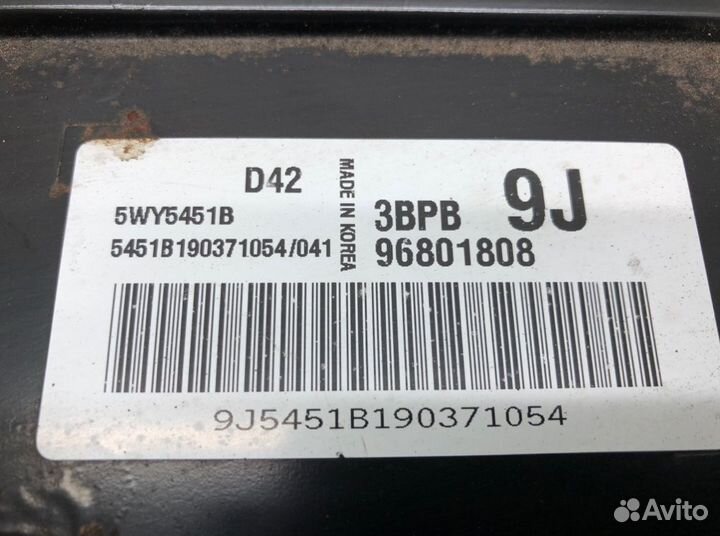 D42
5WY5451B
5451B190371054/041
MADE IN KOREA
3BPB 9J
96801808
9J5451B190371054
Avito